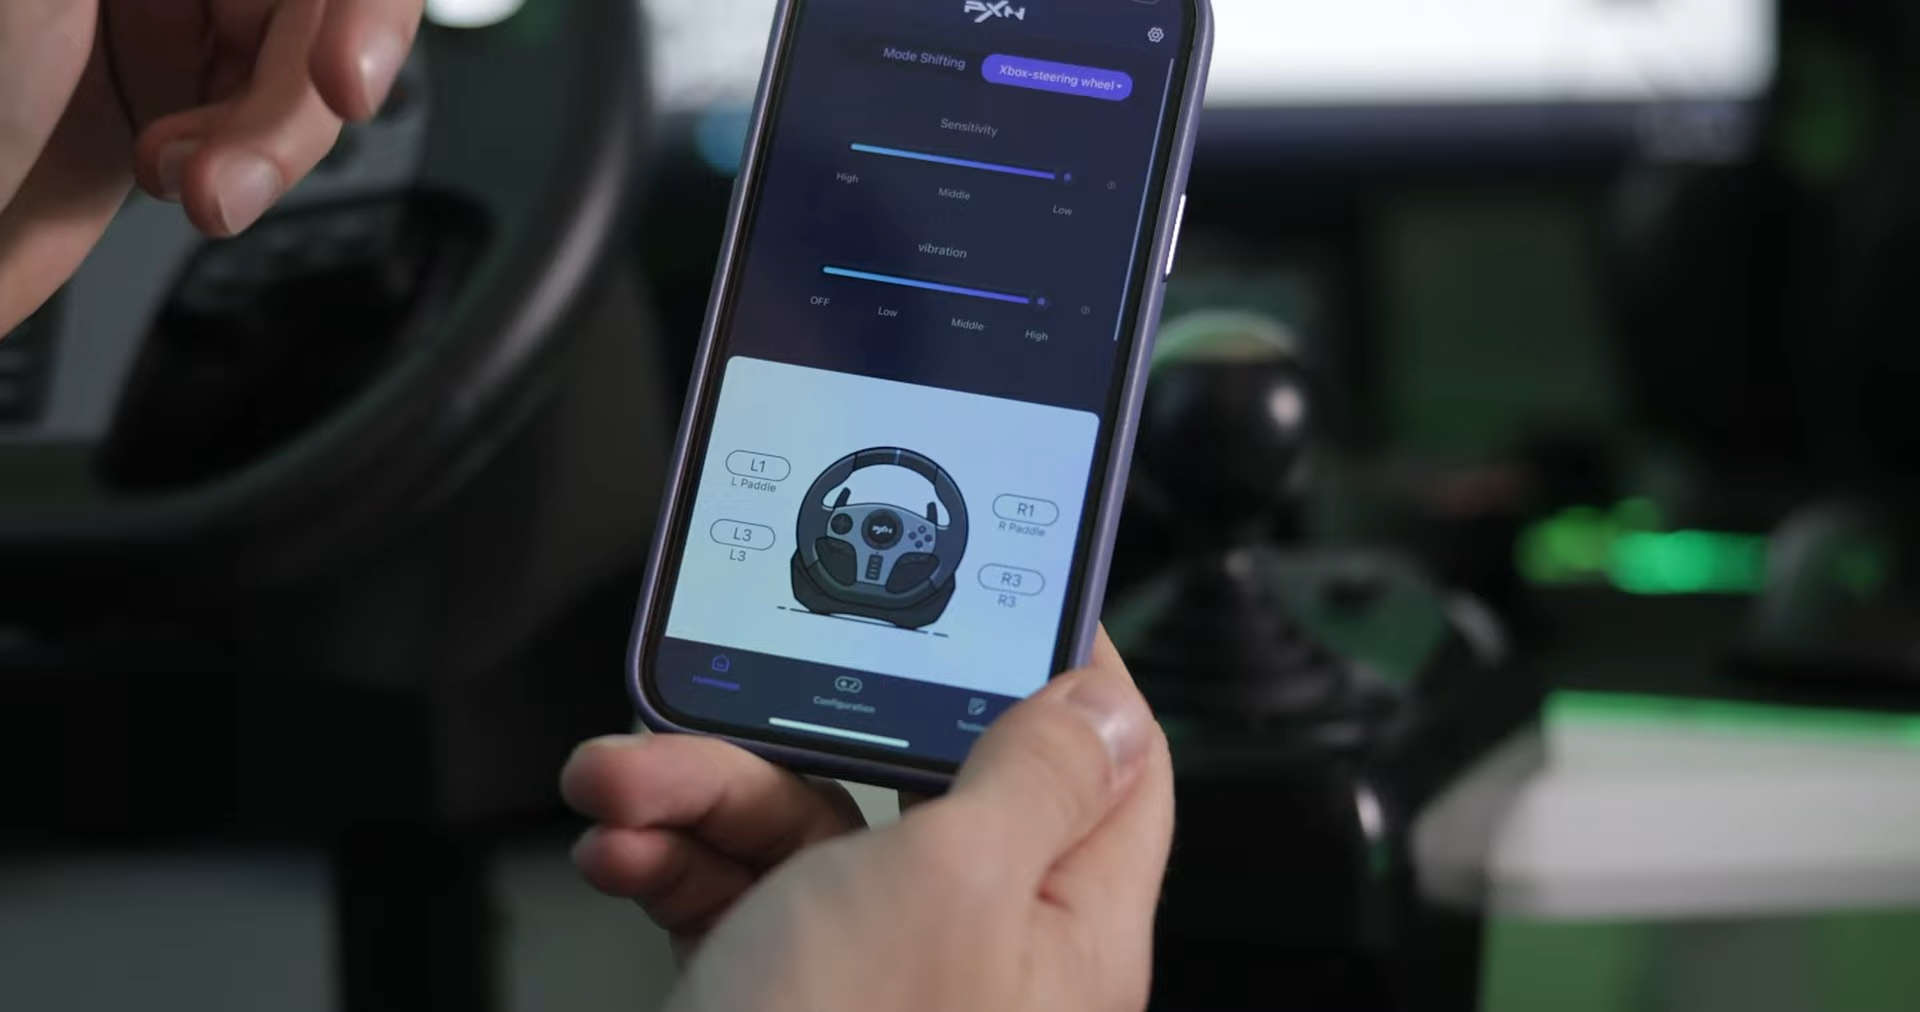 PXN
Mode Shifting
Xbox-steering wheel
Sensitivity
High
Middle
Low
vibration
OFF
Low
Middle
High
L1
L Paddle
R1
R Paddle
L3
L3
R3
R3
PXN
Configuration